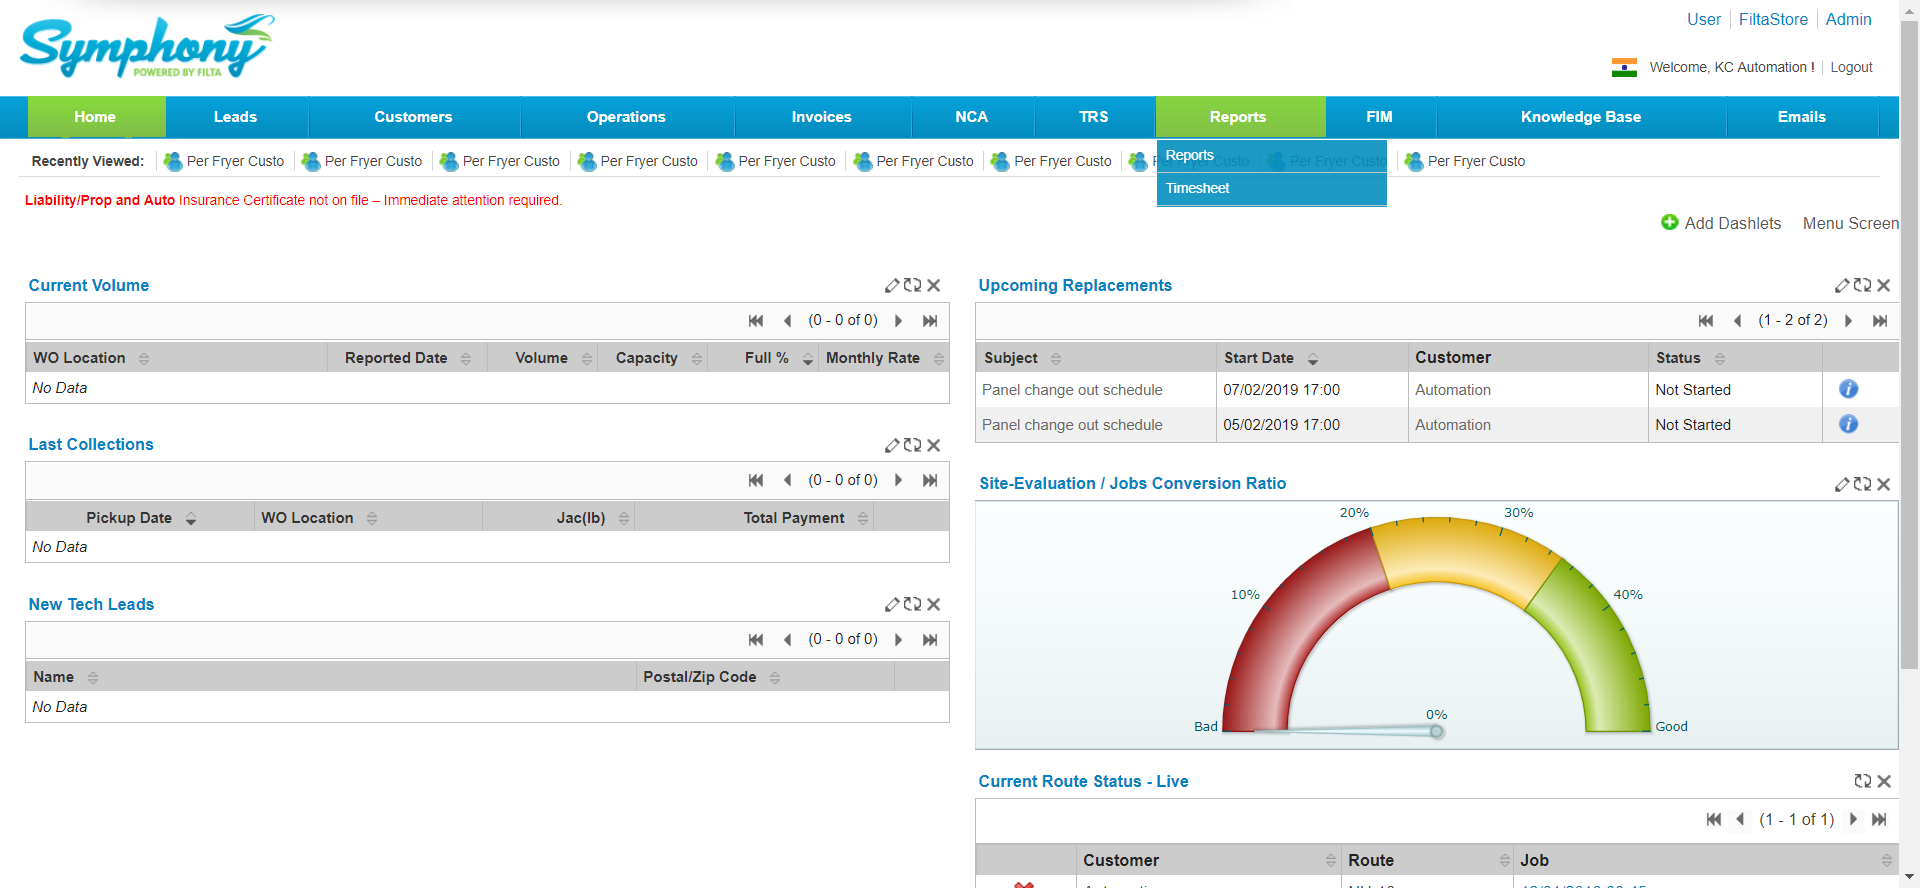 Symphony
POWERED BY FILTA
User FiltaStore Admin
Welcome, KC Automation ! Logout
Home Leads Customers Operations Invoices NCA TRS Reports FIM Knowledge Base Emails
Recently Viewed: Per Fryer Custo Per Fryer Custo Per Fryer Custo Per Fryer Custo Per Fryer Custo Per Fryer Custo Per Fryer Custo Per Fryer Custo Per Fryer Custo Per Fryer Custo
Reports
Timesheet
Liability/Prop and Auto Insurance Certificate not on file – Immediate attention required.
Add Dashlets Menu Screen
Current Volume
(0 - 0 of 0)
WO Location Reported Date Volume Capacity Full % Monthly Rate
No Data
Last Collections
(0 - 0 of 0)
Pickup Date WO Location Jac(lb) Total Payment
No Data
New Tech Leads
(0 - 0 of 0)
Name Postal/Zip Code
No Data
Upcoming Replacements
(1 - 2 of 2)
Subject Start Date Customer Status
Panel change out schedule 07/02/2019 17:00 Automation Not Started
Panel change out schedule 05/02/2019 17:00 Automation Not Started
Site-Evaluation / Jobs Conversion Ratio
20% 30%
10% 40%
0%
Bad Good
Current Route Status - Live
(1 - 1 of 1)
Customer Route Job